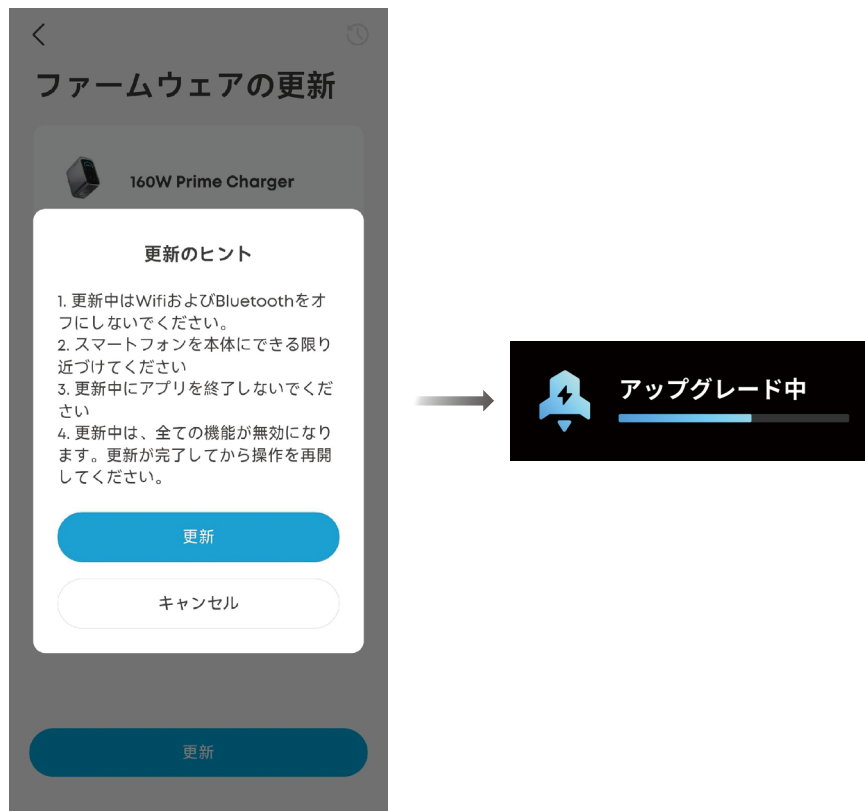 ファームウェアの更新
160W Prime Charger
更新のヒント
1. 更新中はWifiおよびBluetoothをオ
フにしないでください。
2. スマートフォンを本体にできる限り
近づけてください
3. 更新中にアプリを終了しないでくだ
さい
4. 更新中は、全ての機能が無効になり
ます。更新が完了してから操作を再開
してください。
更新
キャンセル
更新
アップグレード中